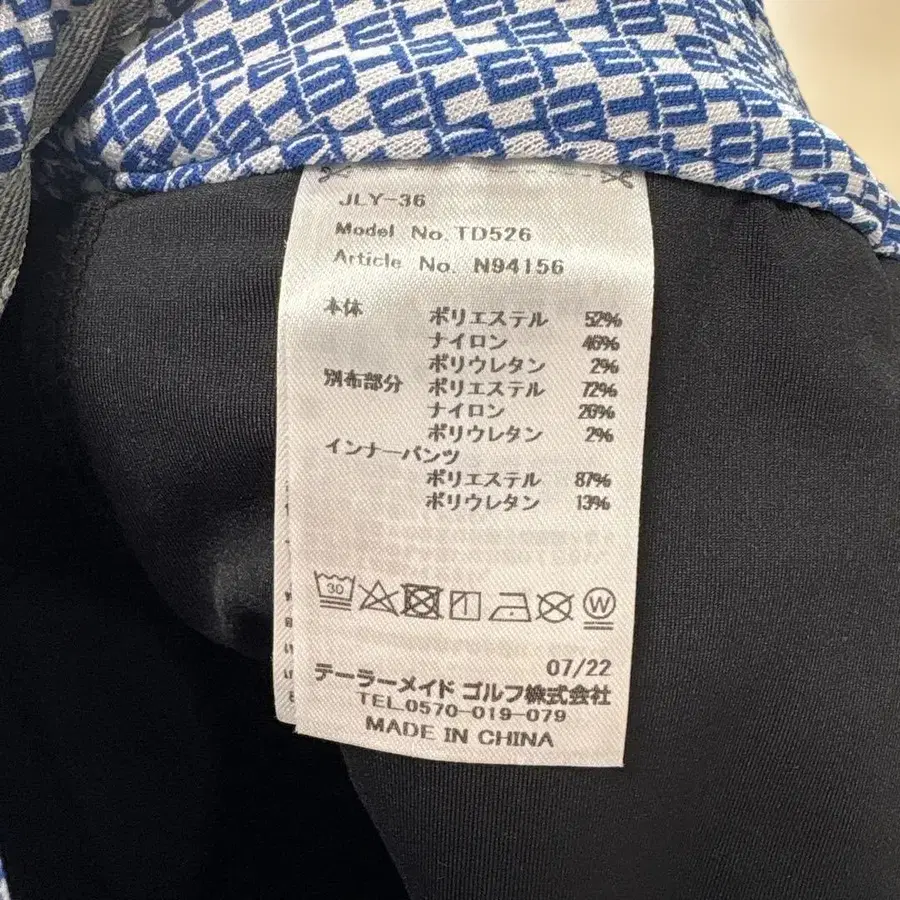 JLY-36
Model No. TD526
Article No. N94156
本体 ポリエステル 52%
ナイロン 46%
ポリウレタン 2%
別布部分 ポリエステル 72%
ナイロン 26%
ポリウレタン 2%
インナーパンツ
ポリエステル 87%
ポリウレタン 13%
30 W
07/22
テーラーメイド ゴルフ株式会社
TEL.0570-019-079
MADE IN CHINA